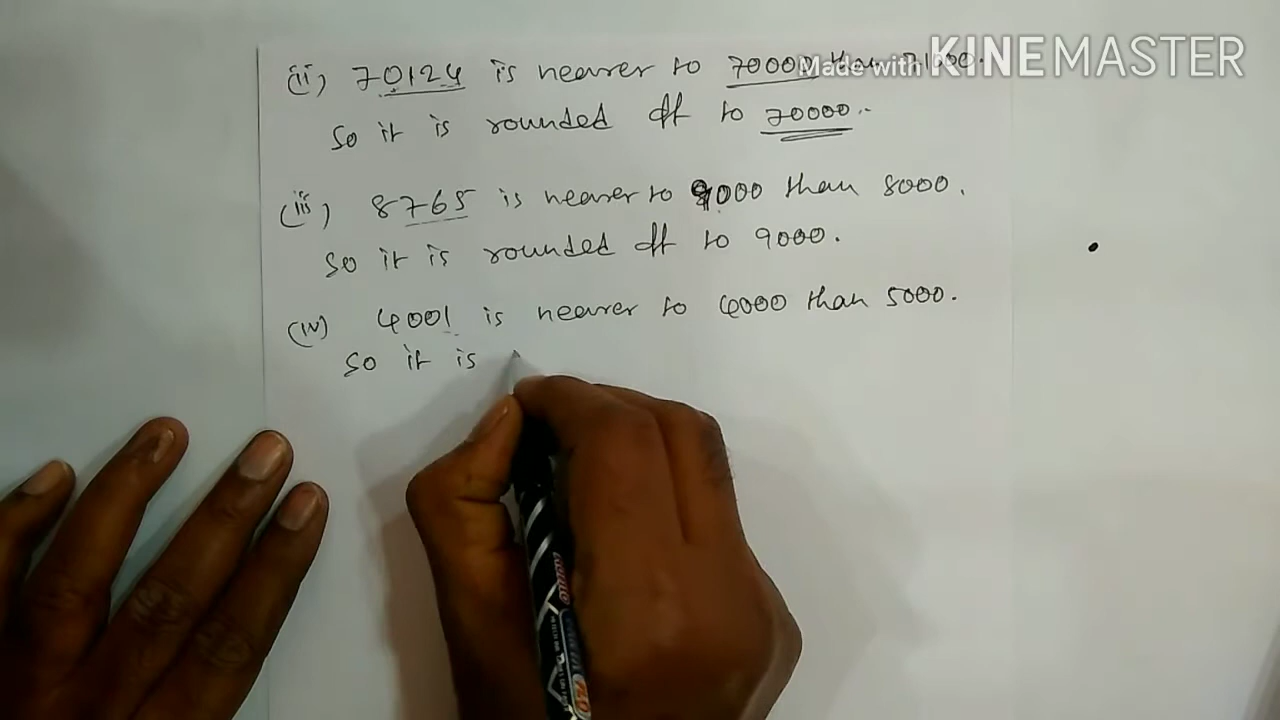 (ii) 70124 is nearer to 70000 than 71000.
Made with KINEMASTER
So it is rounded off to 70000.
(iii) 8765 is nearer to 9000 than 8000.
So it is rounded off to 9000.
(iv) 4001 is nearer to 4000 than 5000.
So it is